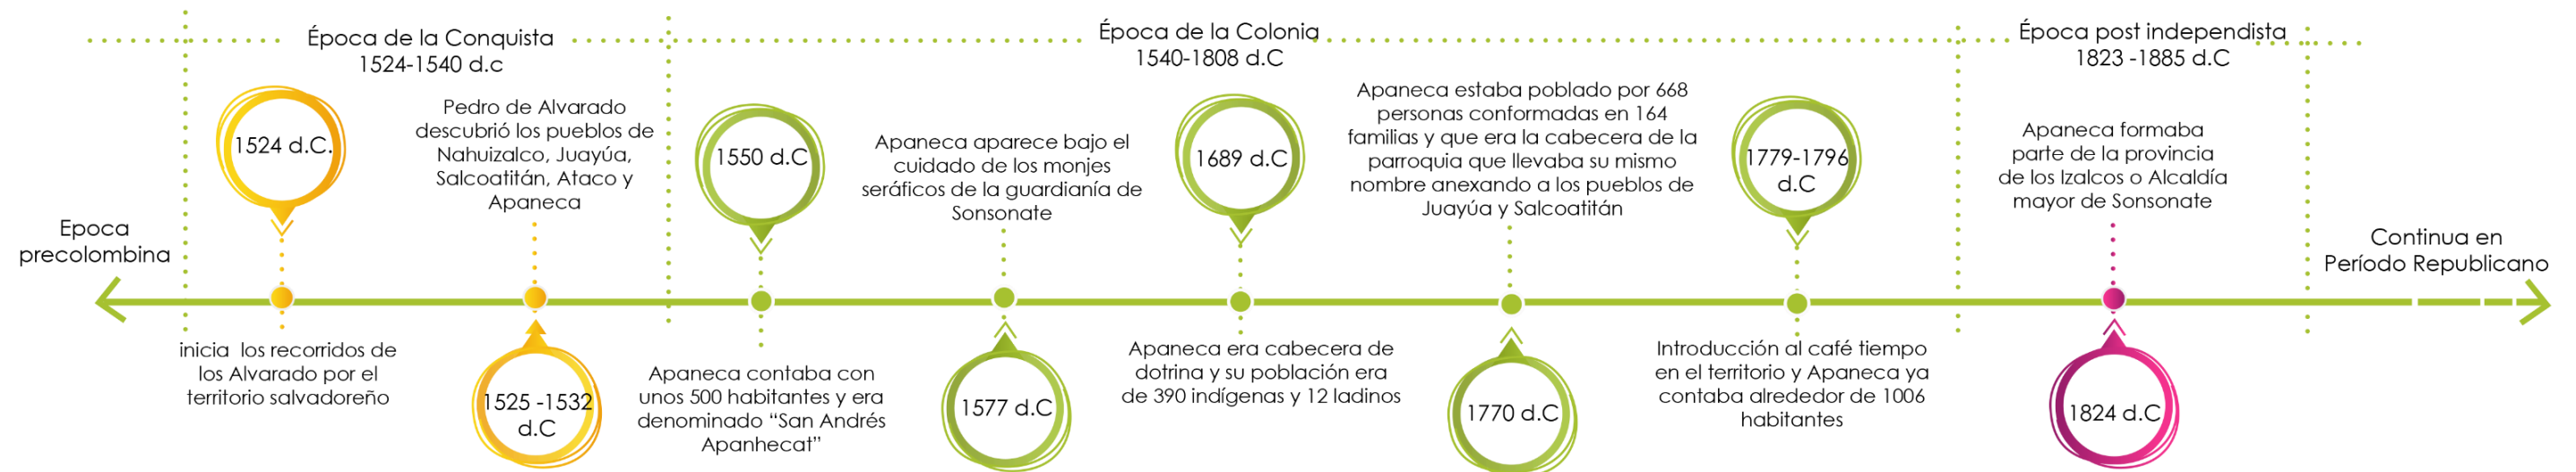 Época de la Conquista
1524-1540 d.c
Época de la Colonia
1540-1808 d.C
Época post independista
1823 -1885 d.C
Epoca
precolombina
1524 d.C.
inicia los recorridos de
los Alvarado por el
territorio salvadoreño
Pedro de Alvarado
descubrió los pueblos de
Nahuizalco, Juayúa,
Salcoatitán, Ataco y
Apaneca
1525 -1532
d.C
1550 d.C
Apaneca contaba con
unos 500 habitantes y era
denominado “San Andrés
Apanhecat”
Apaneca aparece bajo el
cuidado de los monjes
seráficos de la guardianía de
Sonsonate
1577 d.C
1689 d.C
Apaneca era cabecera de
dotrina y su población era
de 390 indígenas y 12 ladinos
Apaneca estaba poblado por 668
personas conformadas en 164
familias y que era la cabecera de la
parroquia que llevaba su mismo
nombre anexando a los pueblos de
Juayúa y Salcoatitán
1770 d.C
1779-1796
d.C
Introducción al café tiempo
en el territorio y Apaneca ya
contaba alrededor de 1006
habitantes
Apaneca formaba
parte de la provincia
de los Izalcos o Alcaldía
mayor de Sonsonate
1824 d.C
Continua en
Período Republicano